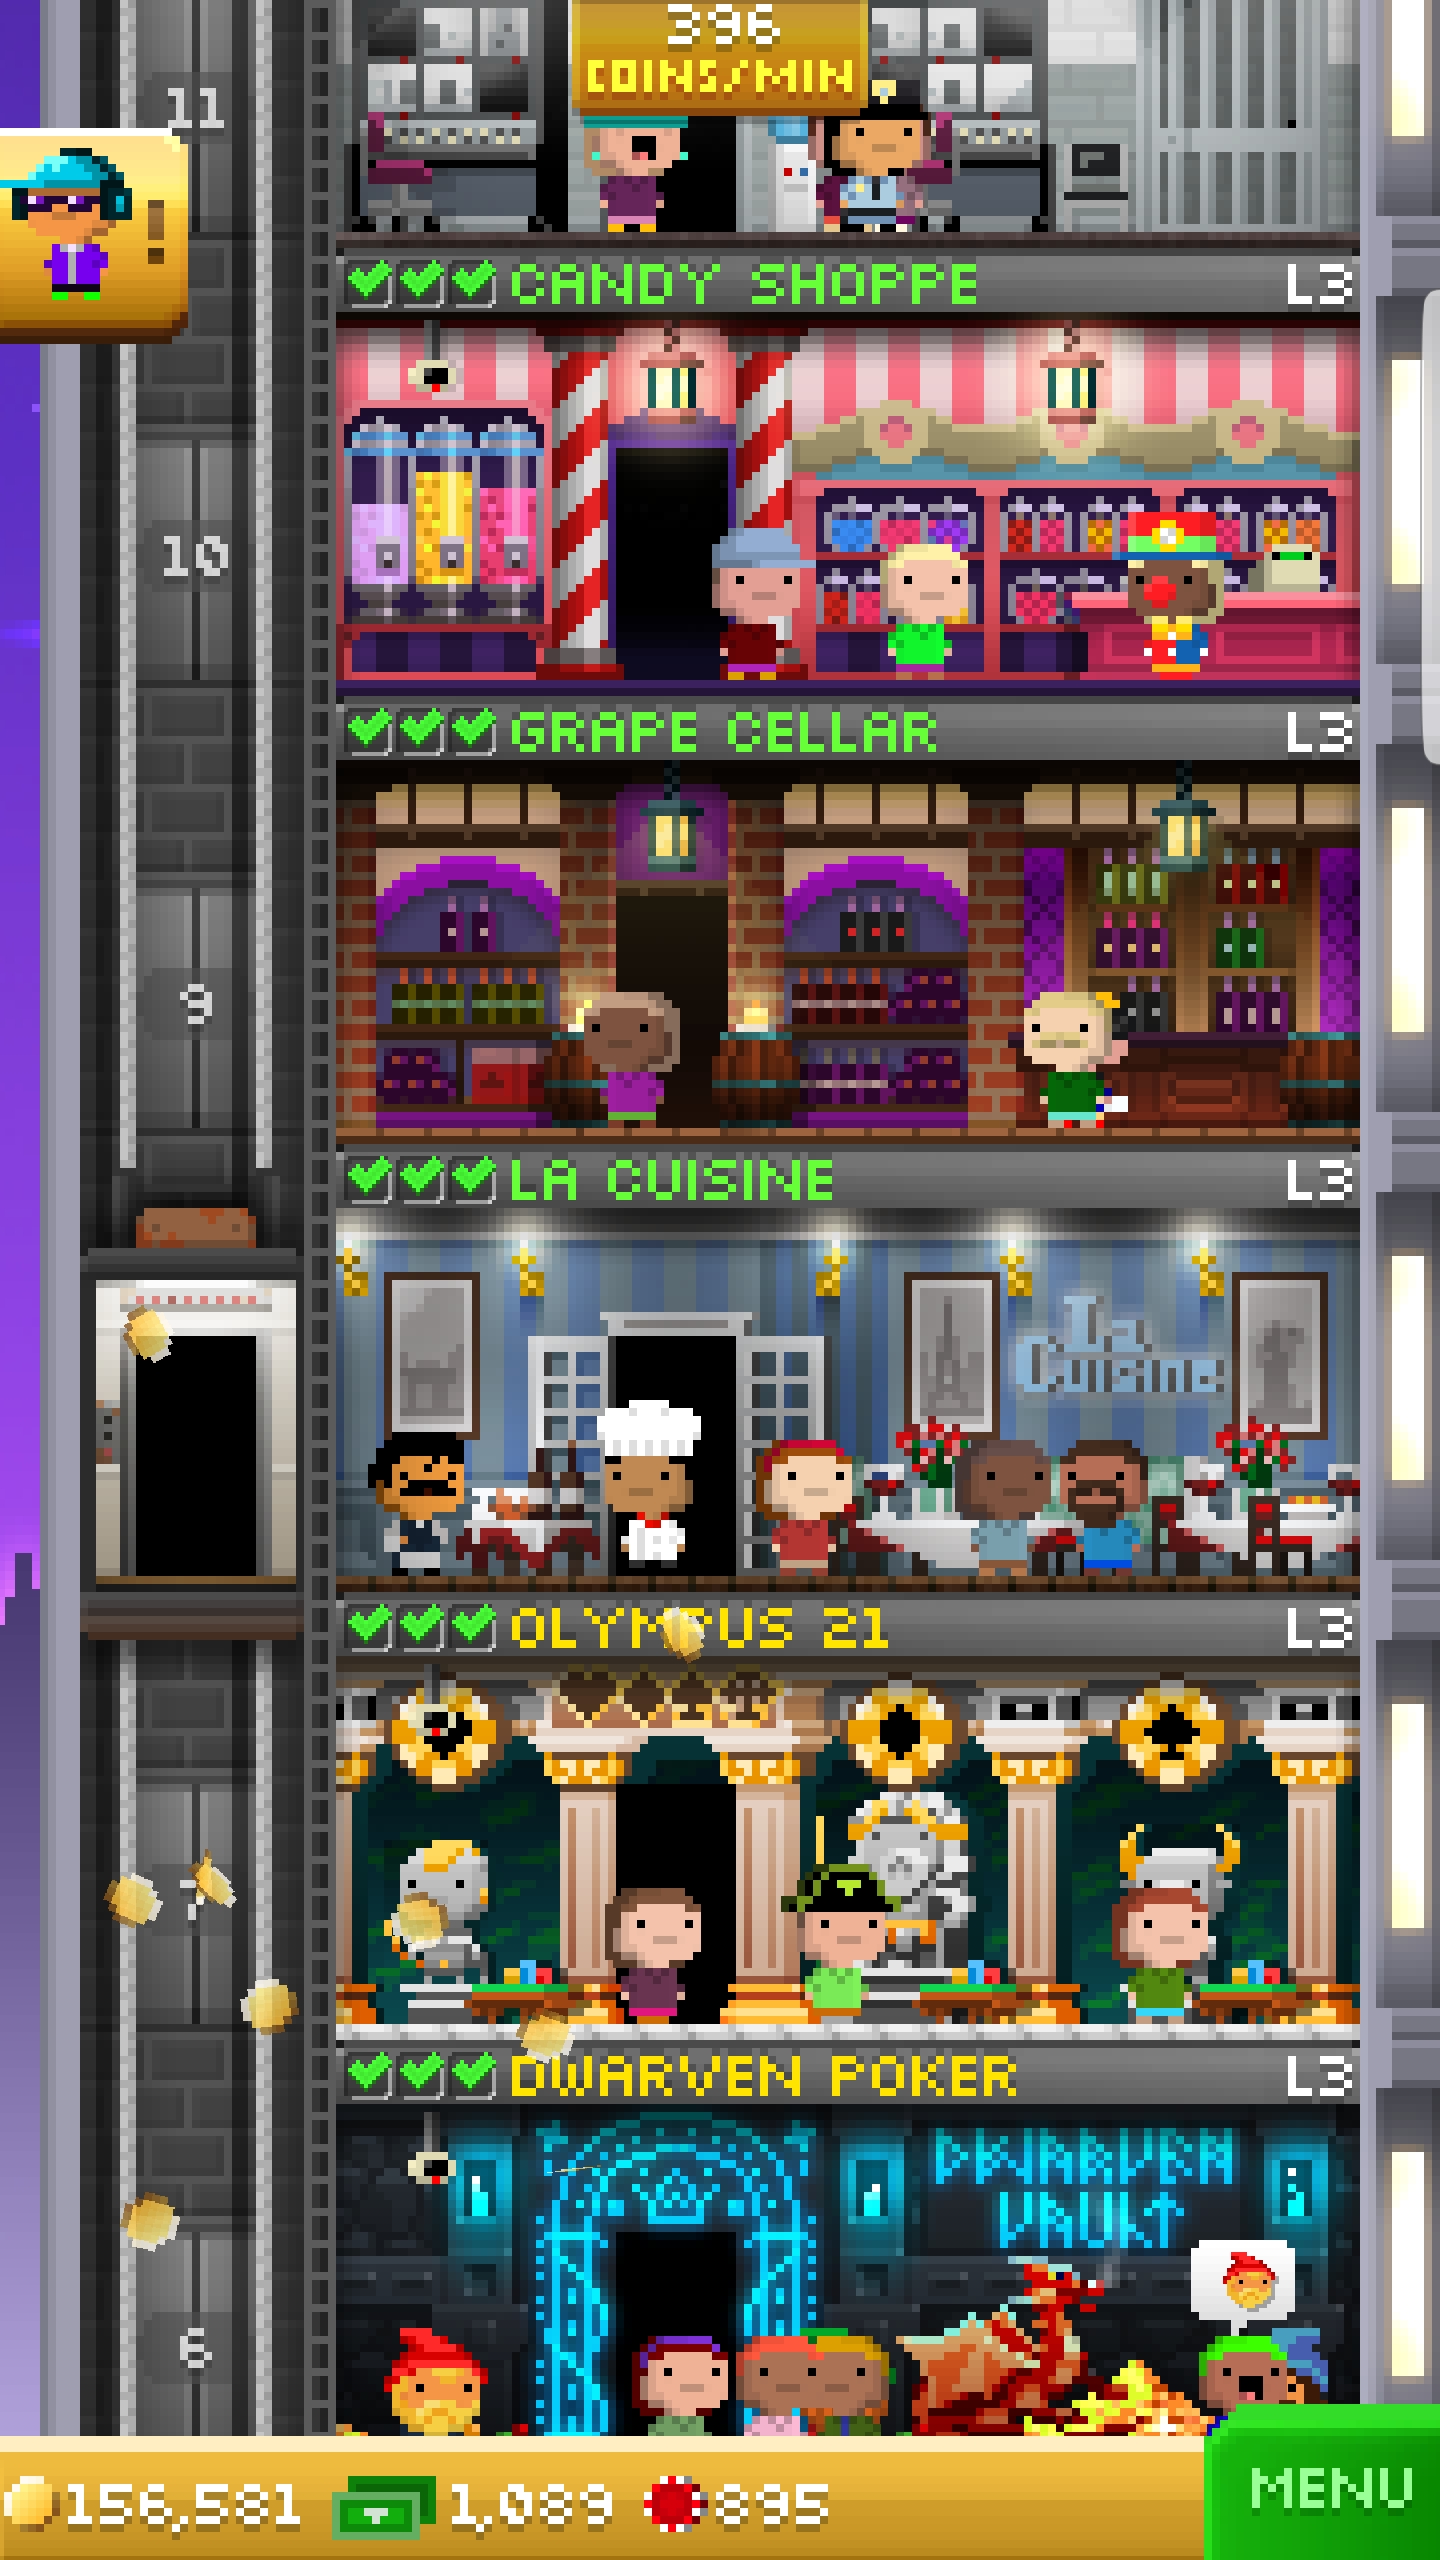 396
COINS/MIN
11
!
CANDY SHOPPE L3
10
GRAPE CELLAR L3
9
LA CUISINE L3
La
Cuisine
OLYMPUS 21 L3
DWARVEN POKER L3
DWARVEN
VAULT
6
156,581 1,089 895
MENU